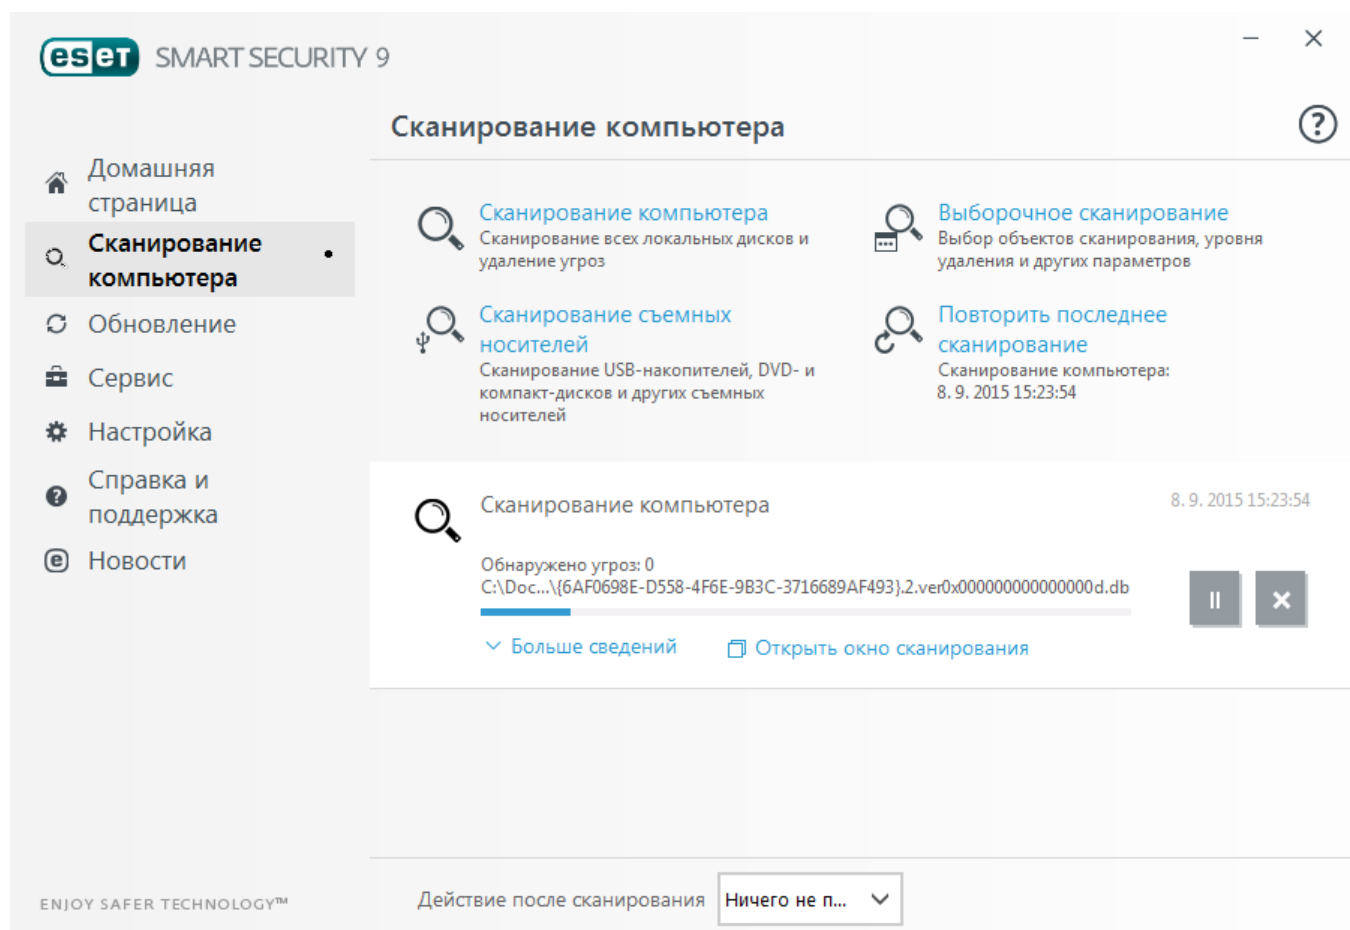 eset SMART SECURITY 9
Сканирование компьютера
?
Домашняя
страница
Сканирование
компьютера
Обновление
Сервис
Настройка
Справка и
поддержка
Новости
Сканирование компьютера
Сканирование всех локальных дисков и
удаление угроз
Выборочное сканирование
Выбор объектов сканирования, уровня
удаления и других параметров
Сканирование съемных
носителей
Сканирование USB-накопителей, DVD- и
компакт-дисков и других съемных
носителей
Повторить последнее
сканирование
Сканирование компьютера:
8. 9. 2015 15:23:54
Сканирование компьютера
8. 9. 2015 15:23:54
Обнаружено угроз: 0
C:\Doc...\{6AF0698E-D558-4F6E-9B3C-3716689AF493}.2.ver0x000000000000000d.db
Больше сведений
Открыть окно сканирования
ENJOY SAFER TECHNOLOGY™
Действие после сканирования
Ничего не п...